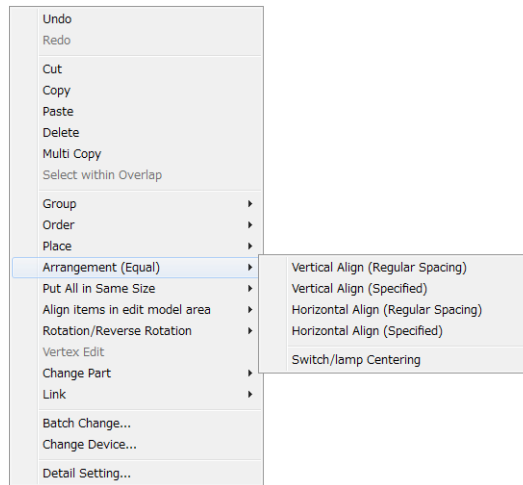 Undo
Redo
Cut
Copy
Paste
Delete
Multi Copy
Select within Overlap
Group
Order
Place
Arrangement (Equal)
Put All in Same Size
Align items in edit model area
Rotation/Reverse Rotation
Vertex Edit
Change Part
Link
Batch Change...
Change Device...
Detail Setting...
Vertical Align (Regular Spacing)
Vertical Align (Specified)
Horizontal Align (Regular Spacing)
Horizontal Align (Specified)
Switch/lamp Centering